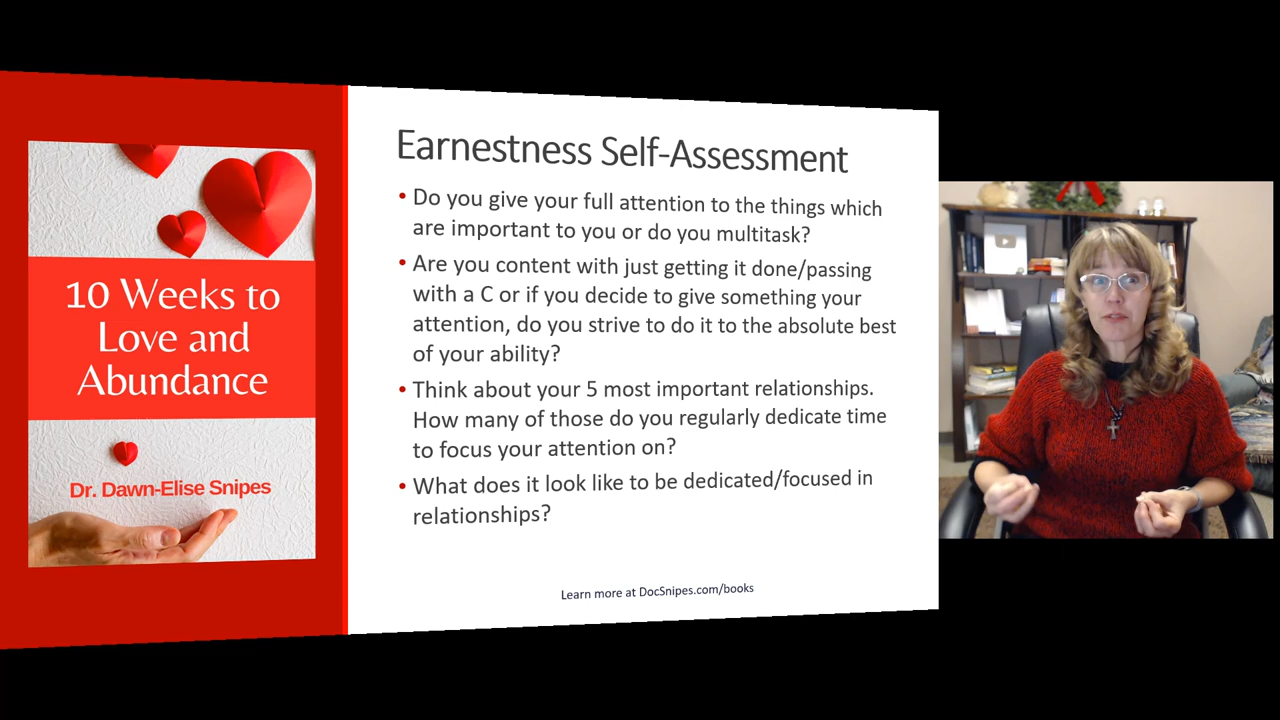 10 Weeks to
Love and
Abundance
Dr. Dawn-Elise Snipes
Earnestness Self-Assessment
• Do you give your full attention to the things which
are important to you or do you multitask?
• Are you content with just getting it done/passing
with a C or if you decide to give something your
attention, do you strive to do it to the absolute best
of your ability?
• Think about your 5 most important relationships.
How many of those do you regularly dedicate time
to focus your attention on?
• What does it look like to be dedicated/focused in
relationships?
Learn more at DocSnipes.com/books